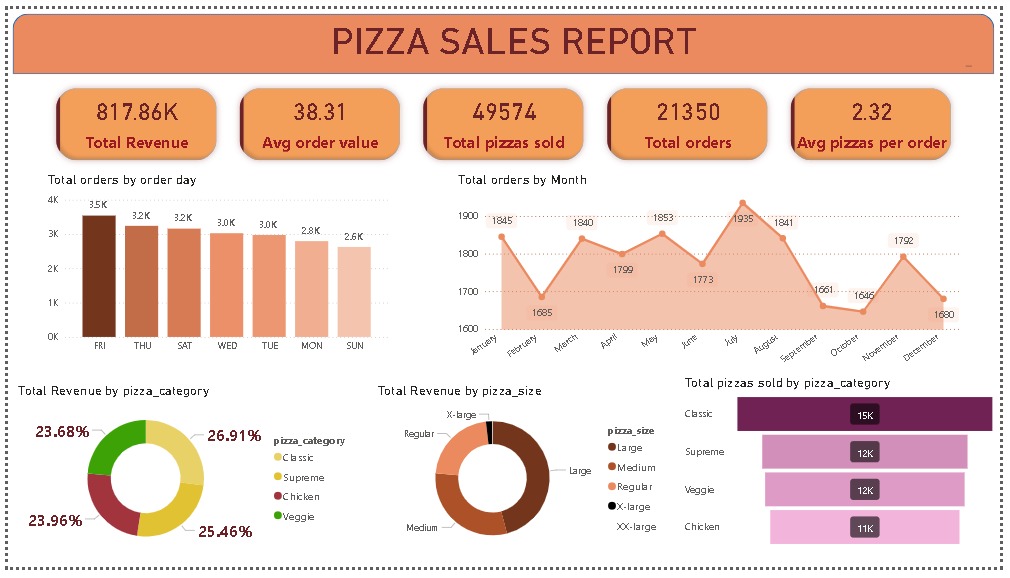 PIZZA SALES REPORT
817.86K
Total Revenue
38.31
Avg order value
49574
Total pizzas sold
21350
Total orders
2.32
Avg pizzas per order
Total orders by order day
4K
3K
2K
1K
0K
3.5K
3.2K
3.2K
3.0K
3.0K
2.8K
2.6K
FRI
THU
SAT
WED
TUE
MON
SUN
Total orders by Month
1900
1800
1700
1600
1845
1685
1840
1799
1853
1773
1935
1841
1661
1646
1792
1680
January
February
March
April
May
June
July
August
September
October
November
December
Total Revenue by pizza_category
23.68%
26.91%
23.96%
25.46%
pizza_category
Classic
Supreme
Chicken
Veggie
Total Revenue by pizza_size
X-large
Regular
Large
Medium
pizza_size
Large
Medium
Regular
X-large
XX-large
Total pizzas sold by pizza_category
Classic
15K
Supreme
12K
Veggie
12K
Chicken
11K